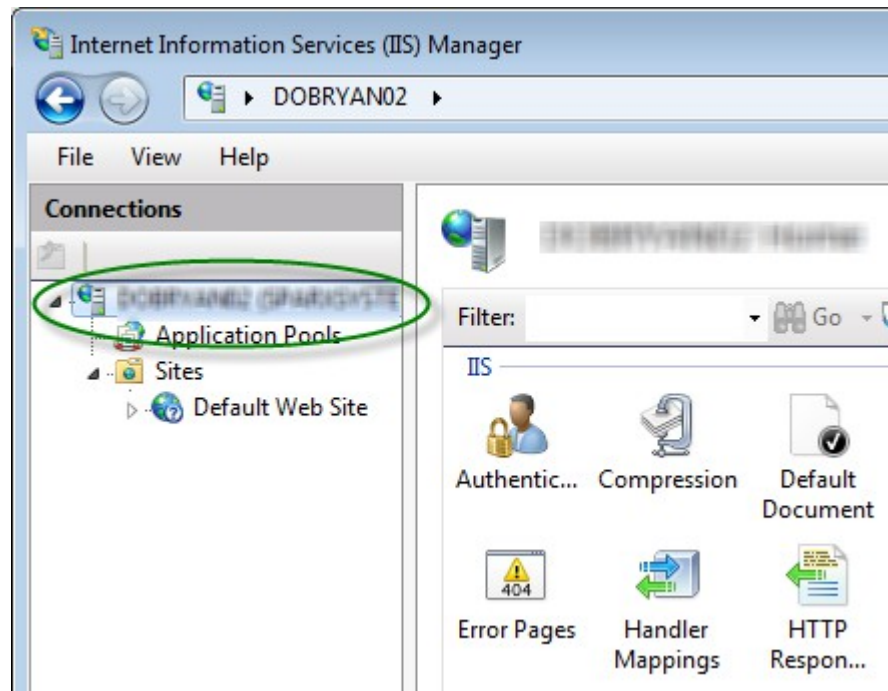 Internet Information Services (IIS) Manager
DOBRYAN02
File View Help
Connections
Filter:
Go
Application Pools
Sites
Default Web Site
IIS
Authentic... Compression Default
Document
404
Error Pages Handler HTTP
Mappings Respon...